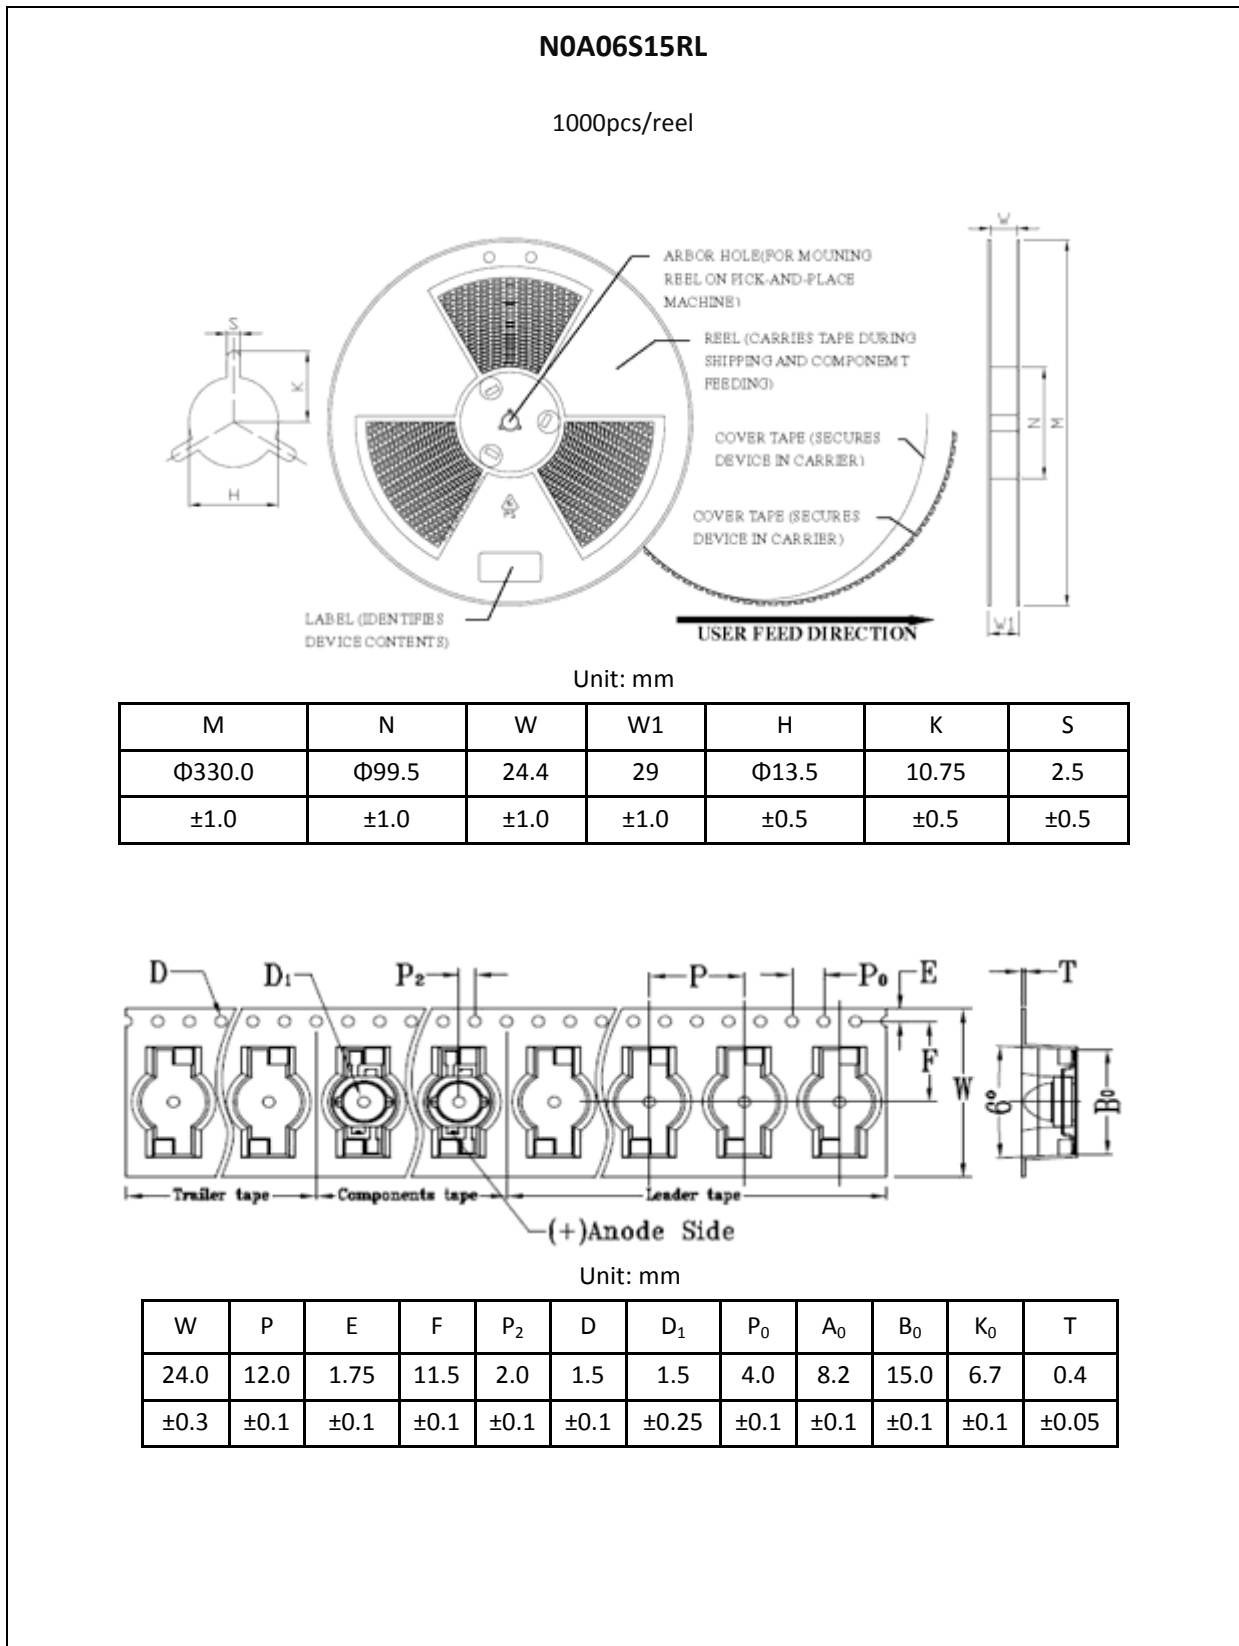 N0A06S15RL
1000pcs/reel
W
ARBOR HOLE(FOR MOUNING
REEL ON PICK-AND-PLACE
MACHINE)
S
REEL (CARRIES TAPE DURING
SHIPPING AND COMPONEMT
FEEDING)
K
N
M
COVER TAPE (SECURES
DEVICE IN CARRIER)
H
COVER TAPE (SECURES
DEVICE IN CARRIER)
PS
LABEL (IDENTIFIES
DEVICE CONTENTS)
W1
USER FEED DIRECTION
Unit: mm
M N W W1 H K S
Φ330.0 Φ99.5 24.4 29 Φ13.5 10.75 2.5
±1.0 ±1.0 ±1.0 ±1.0 ±0.5 ±0.5 ±0.5
D D₁ P₂ P P₀ E T
F W 6° B₀
Trailer tape Components tape Leader tape
(+)Anode Side
Unit: mm
W P E F P₂ D D₁ P₀ A₀ B₀ K₀ T
24.0 12.0 1.75 11.5 2.0 1.5 1.5 4.0 8.2 15.0 6.7 0.4
±0.3 ±0.1 ±0.1 ±0.1 ±0.1 ±0.1 ±0.25 ±0.1 ±0.1 ±0.1 ±0.1 ±0.05